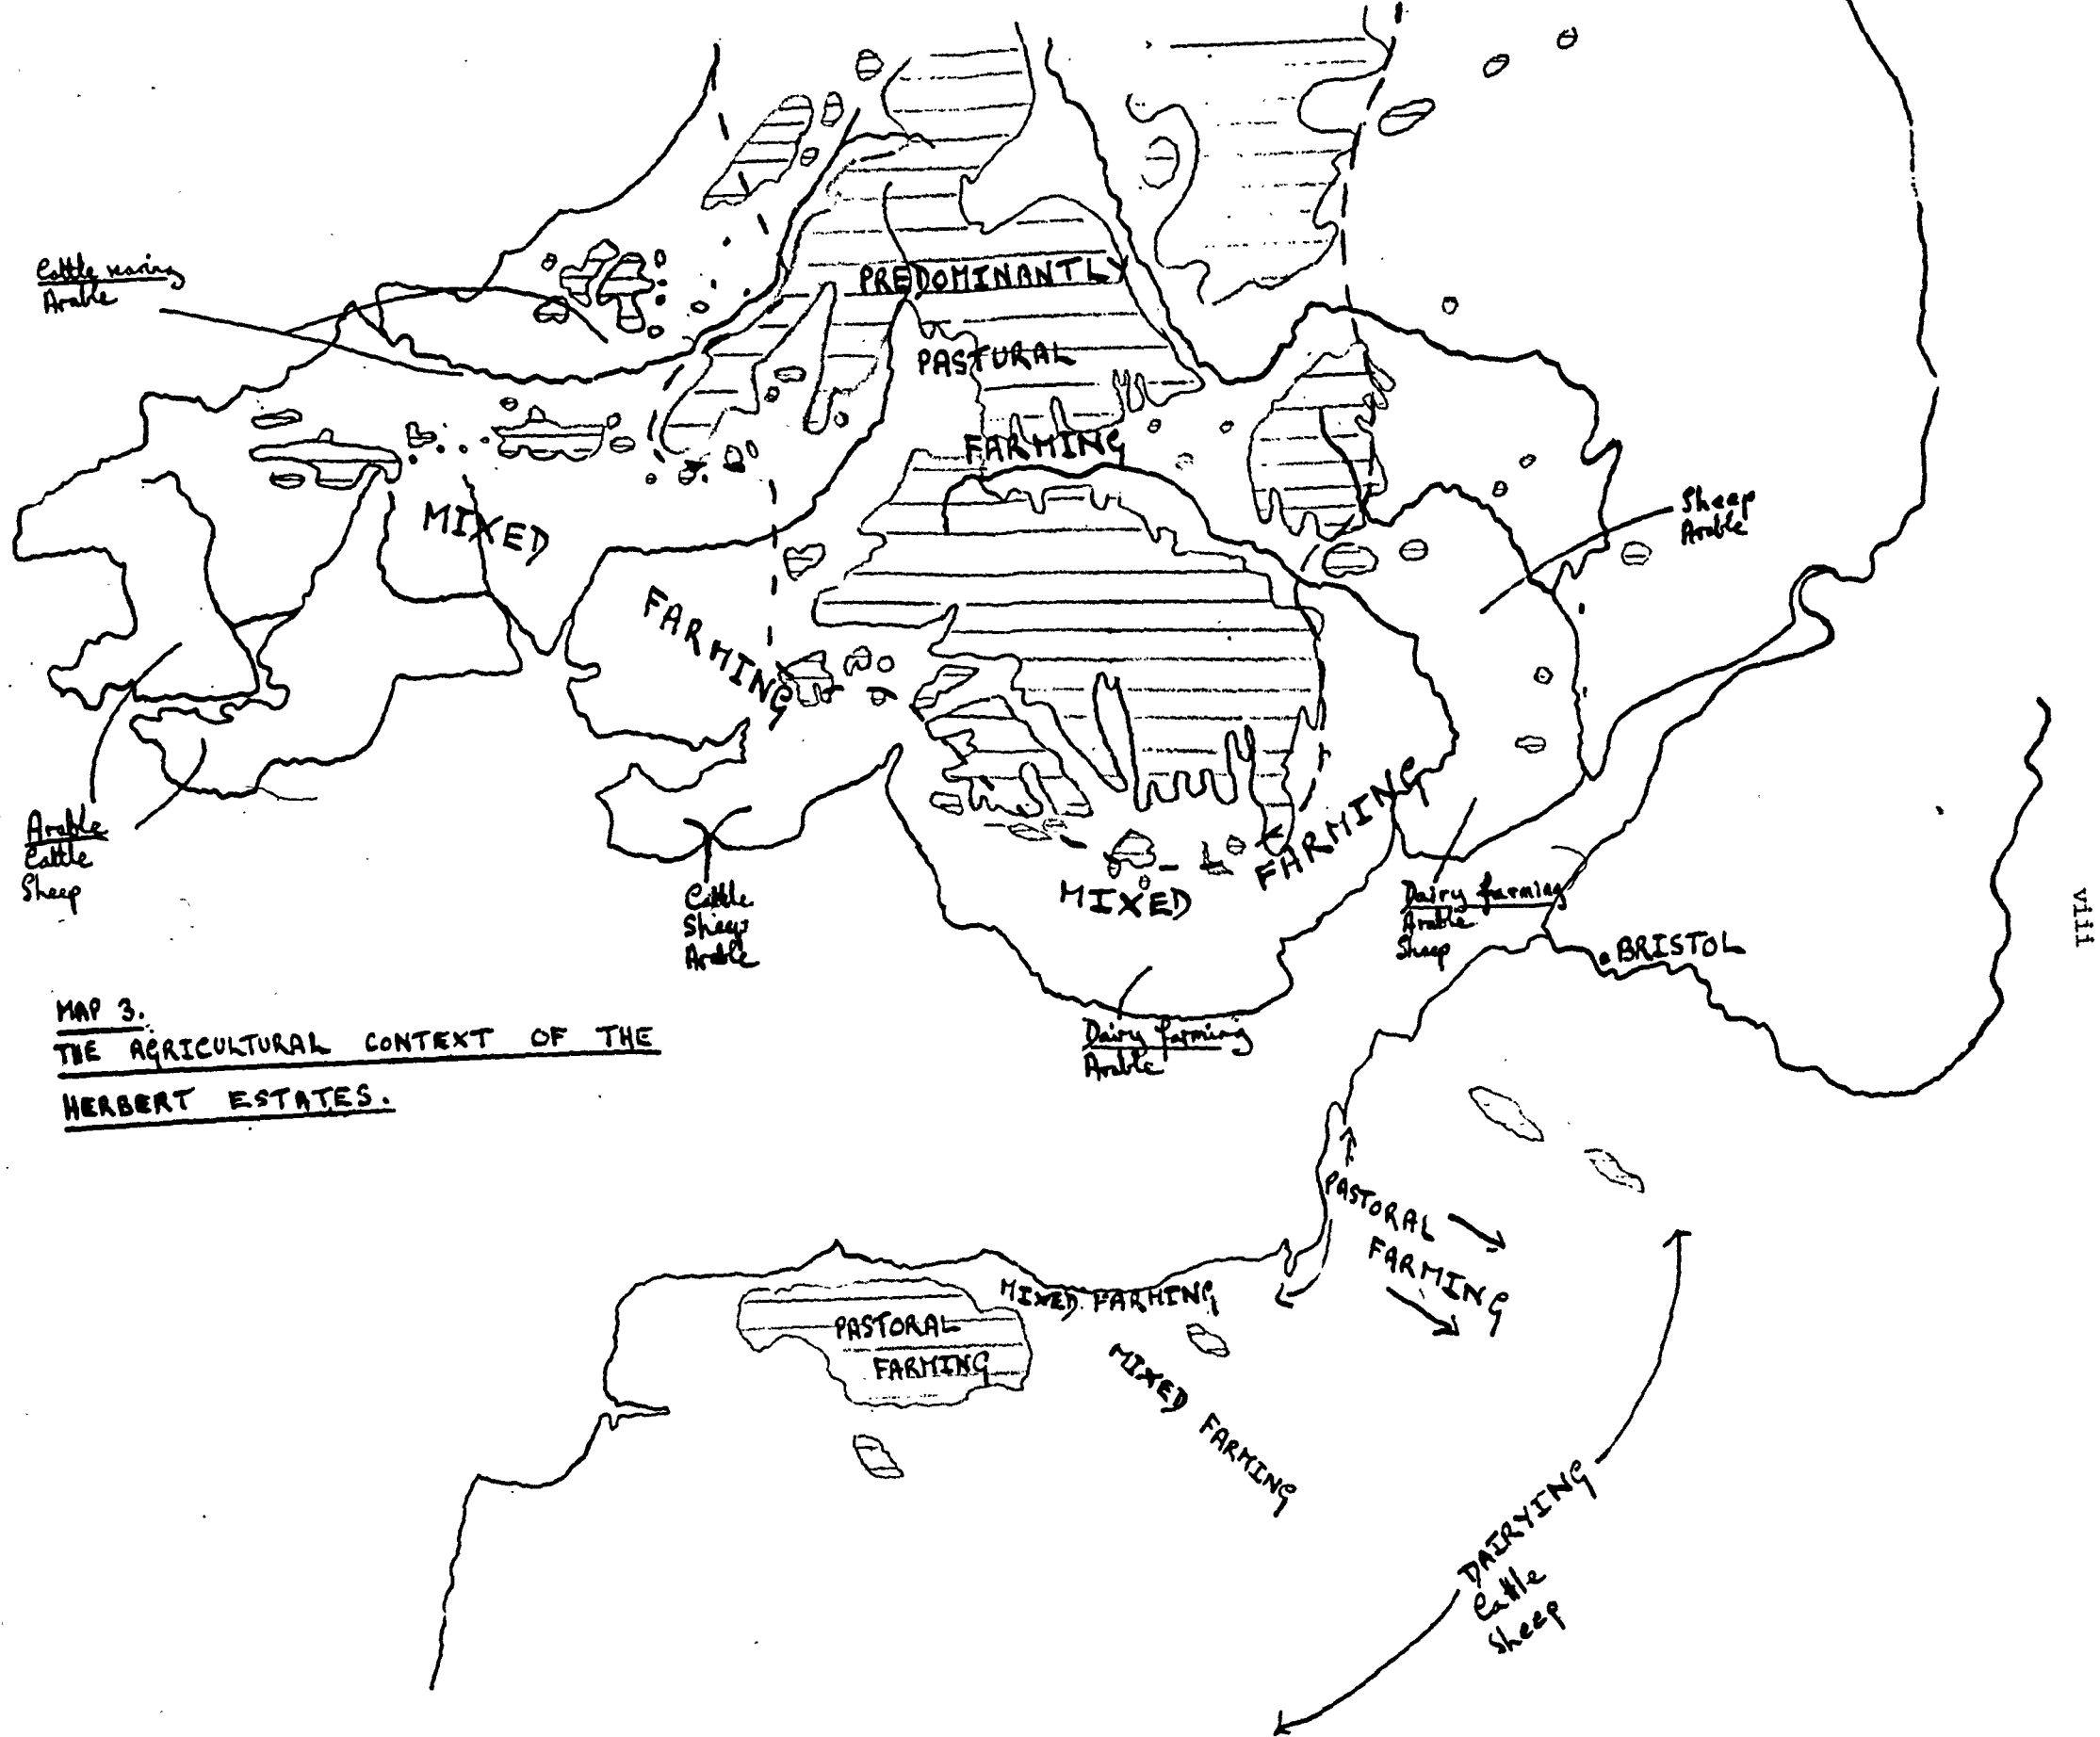 Cattle rearing
Arable
PREDOMINANTLY
PASTURAL
FARMING
MIXED
FARMING
Sheep
Arable
Arable
Cattle
Sheep
Cattle
Sheep
Arable
MIXED
FARMING
Dairy farming
Arable
Sheep
BRISTOL
viii
Dairy farming
Arable
MAP 3.
THE AGRICULTURAL CONTEXT OF THE
HERBERT ESTATES.
PASTORAL
FARMING
MIXED FARMING
PASTORAL
FARMING
MIXED FARMING
DAIRYING
Cattle
Sheep